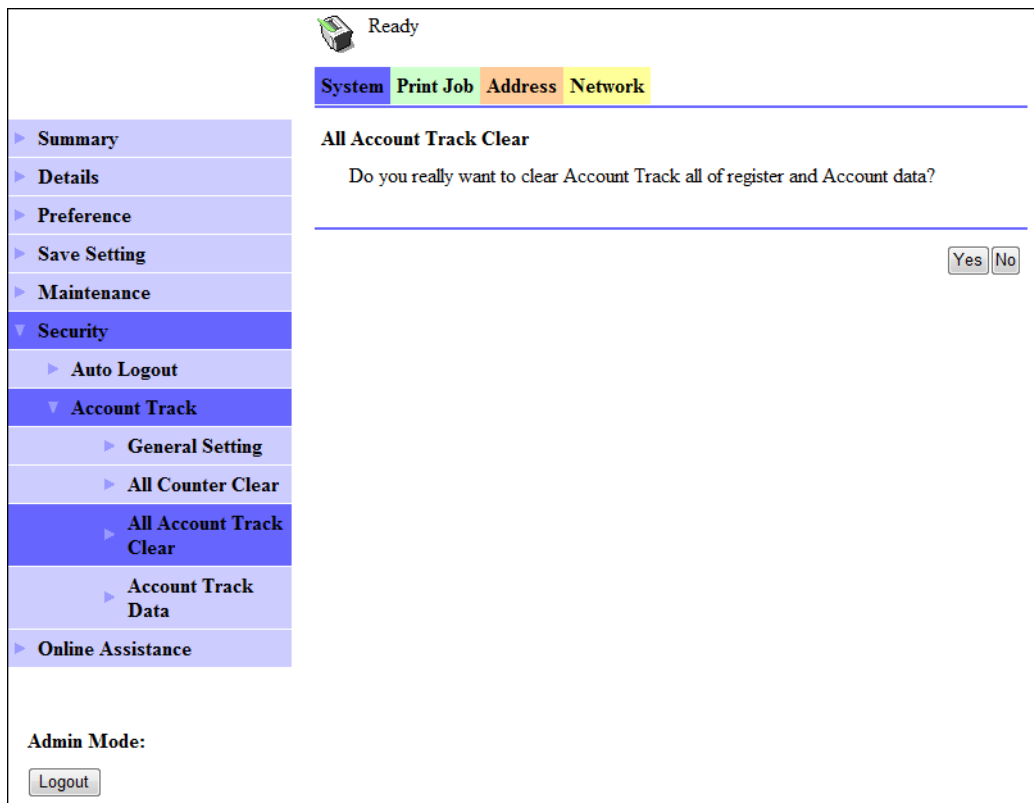 Ready
System Print Job Address Network
Summary
Details
Preference
Save Setting
Maintenance
Security
Auto Logout
Account Track
General Setting
All Counter Clear
All Account Track
Clear
Account Track
Data
Online Assistance
Admin Mode:
Logout
All Account Track Clear
Do you really want to clear Account Track all of register and Account data?
Yes No